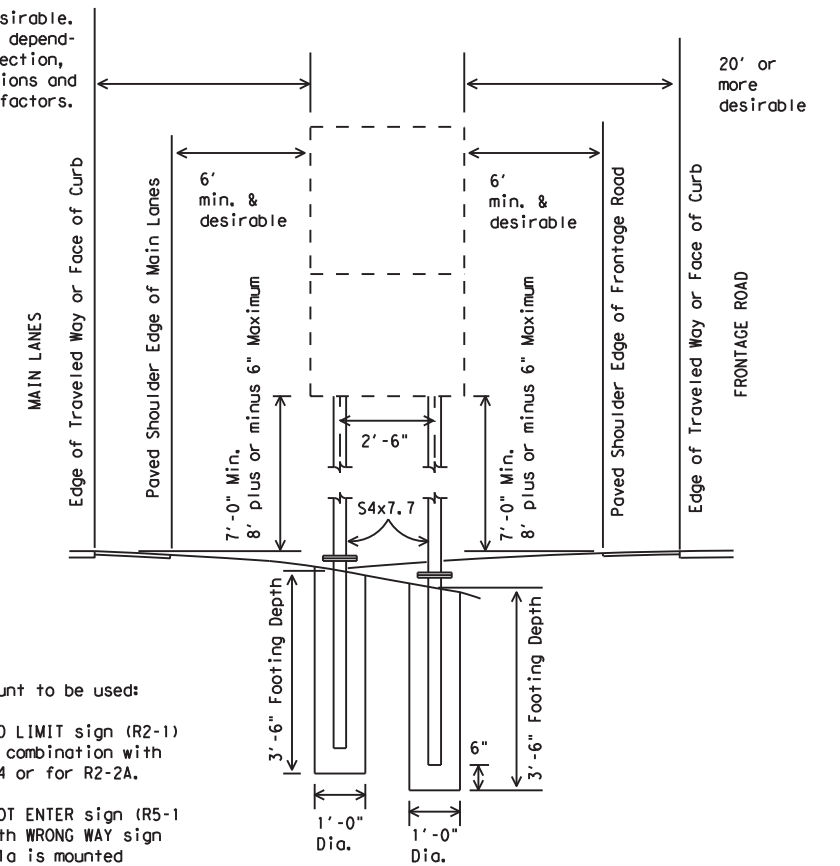 sirable.
depend-
ection,
ions and
factors.
20' or
more
desirable
6'
min. &
desirable
6'
min. &
desirable
MAIN LANES
Edge of Traveled Way or Face of Curb
Paved Shoulder Edge of Main Lanes
7'-0" Min.
8' plus or minus 6" Maximum
7'-0" Min.
8' plus or minus 6" Maximum
Paved Shoulder Edge of Frontage Road
Edge of Traveled Way or Face of Curb
FRONTAGE ROAD
2'-6"
S4x7.7
3'-6" Footing Depth
3'-6" Footing Depth
6"
1'-0"
Dia.
1'-0"
Dia.
unt to be used:
D LIMIT sign (R2-1)
combination with
4 or for R2-2A.
OT ENTER sign (R5-1
th WRONG WAY sign
la is mounted